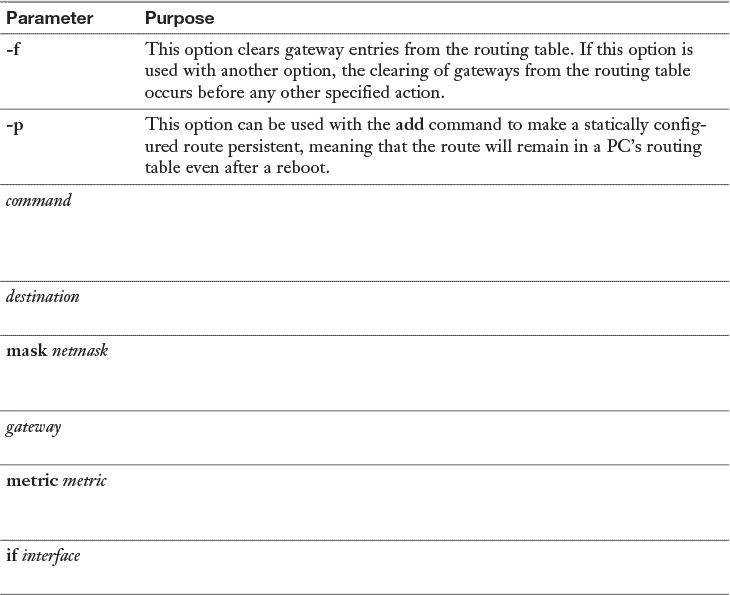 Parameter Purpose
-f This option clears gateway entries from the routing table. If this option is
used with another option, the clearing of gateways from the routing table
occurs before any other specified action.
-p This option can be used with the add command to make a statically config-
ured route persistent, meaning that the route will remain in a PC's routing
table even after a reboot.
command
destination
mask netmask
gateway
metric metric
if interface